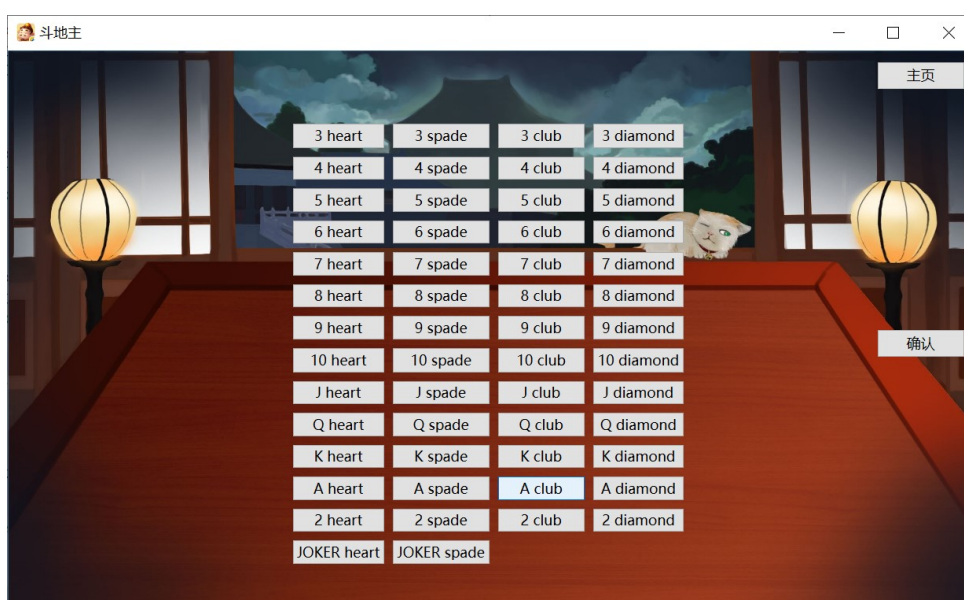 斗地主
主页
3 heart 3 spade 3 club 3 diamond
4 heart 4 spade 4 club 4 diamond
5 heart 5 spade 5 club 5 diamond
6 heart 6 spade 6 club 6 diamond
7 heart 7 spade 7 club 7 diamond
8 heart 8 spade 8 club 8 diamond
9 heart 9 spade 9 club 9 diamond
确认
10 heart 10 spade 10 club 10 diamond
J heart J spade J club J diamond
Q heart Q spade Q club Q diamond
K heart K spade K club K diamond
A heart A spade A club A diamond
2 heart 2 spade 2 club 2 diamond
JOKER heart JOKER spade